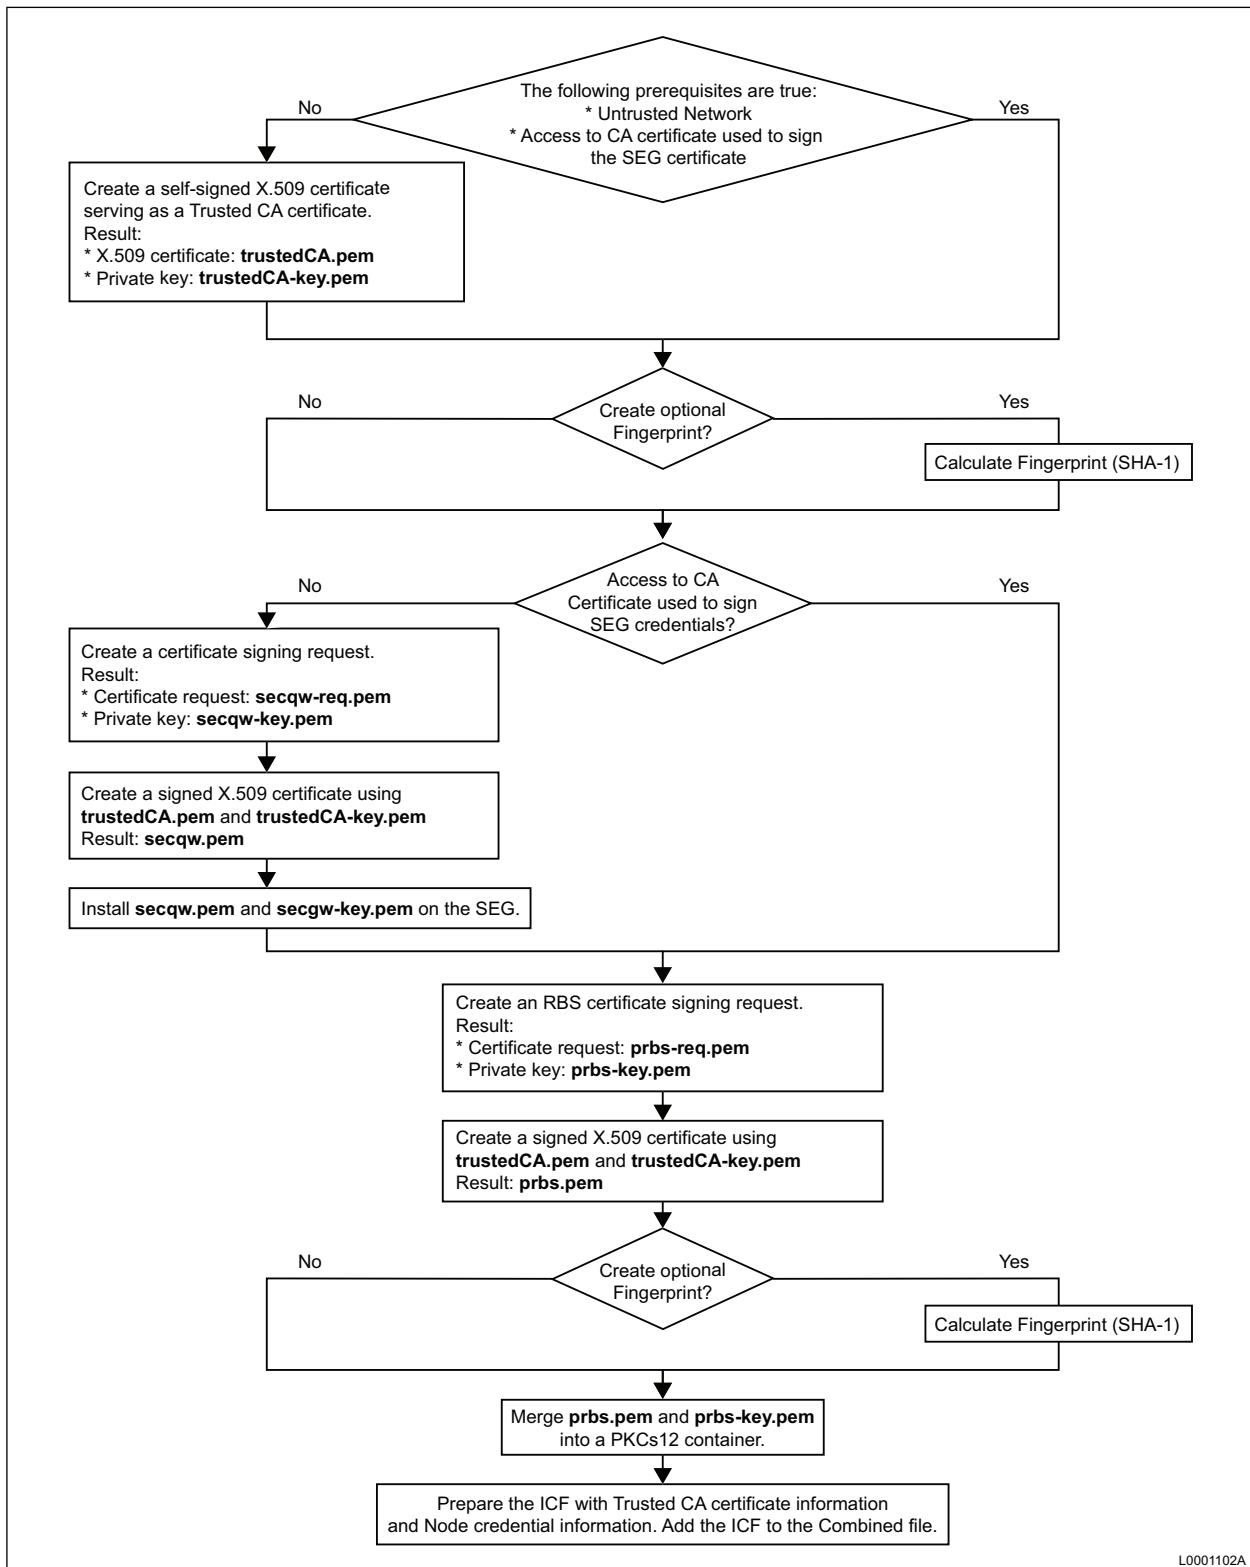 The following prerequisites are true:
* Untrusted Network
* Access to CA certificate used to sign
the SEG certificate
No
Yes
Create a self-signed X.509 certificate
serving as a Trusted CA certificate.
Result:
* X.509 certificate: trustedCA.pem
* Private key: trustedCA-key.pem
No
Create optional
Fingerprint?
Yes
Calculate Fingerprint (SHA-1)
No
Access to CA
Certificate used to sign
SEG credentials?
Yes
Create a certificate signing request.
Result:
* Certificate request: secqw-req.pem
* Private key: secqw-key.pem
Create a signed X.509 certificate using
trustedCA.pem and trustedCA-key.pem
Result: secqw.pem
Install secqw.pem and secgw-key.pem on the SEG.
Create an RBS certificate signing request.
Result:
* Certificate request: prbs-req.pem
* Private key: prbs-key.pem
Create a signed X.509 certificate using
trustedCA.pem and trustedCA-key.pem
Result: prbs.pem
No
Create optional
Fingerprint?
Yes
Calculate Fingerprint (SHA-1)
Merge prbs.pem and prbs-key.pem
into a PKCs12 container.
Prepare the ICF with Trusted CA certificate information
and Node credential information. Add the ICF to the Combined file.
L0001102A